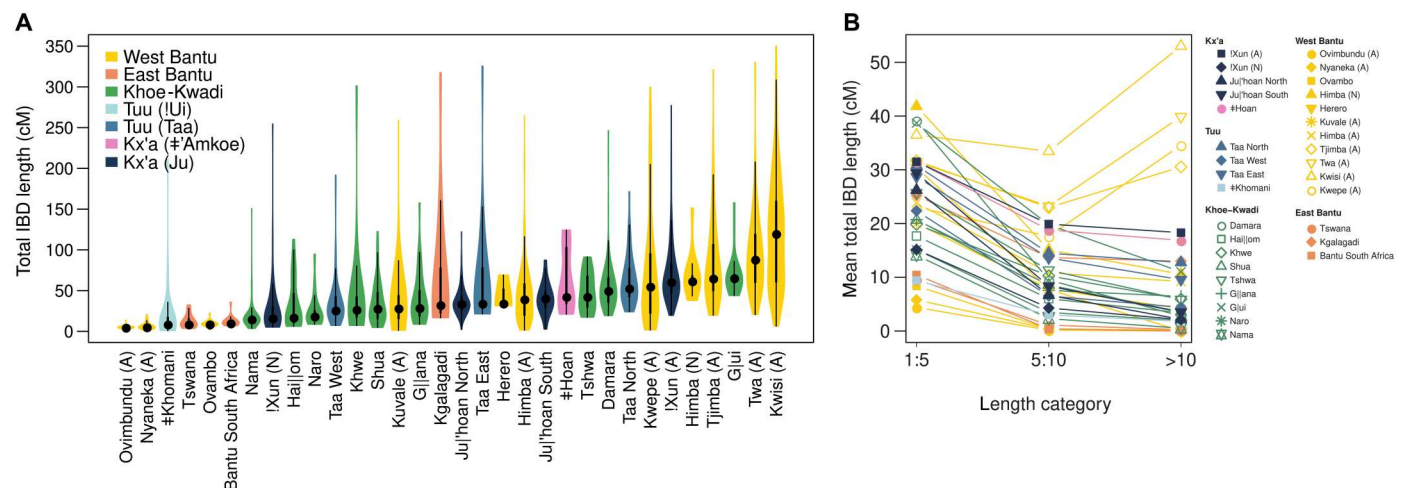 A
Total IBD length (cM)
350
300
250
200
150
100
50
0
West Bantu
East Bantu
Khoe-Kwadi
Tuu (!Ui)
Tuu (Taa)
Kx'a (ǂ'Amkoe)
Kx'a (Ju)
Ovimbundu (A)
Nyaneka (A)
ǂKhomani
Tswana
Ovambo
Bantu South Africa
Nama
!Xun (N)
Hai||om
Naro
Taa West
Khwe
Shua
Kuvale (A)
G||ana
Kgalagadi
Ju|'hoan North
Taa East
Herero
Himba (A)
Ju|'hoan South
ǂHoan
Tshwa
Damara
Taa North
Kwepe (A)
!Xun (A)
Himba (N)
Tjimba (A)
G|ui
Twa (A)
Kwisi (A)
B
Mean total IBD length (cM)
50
40
30
20
10
0
1:5
5:10
>10
Length category
Kx'a
!Xun (A)
!Xun (N)
Ju|'hoan North
Ju|'hoan South
ǂHoan
Tuu
Taa North
Taa West
Taa East
ǂKhomani
Khoe-Kwadi
Damara
Hai||om
Khwe
Shua
Tshwa
G||ana
G|ui
Naro
Nama
West Bantu
Ovimbundu (A)
Nyaneka (A)
Ovambo
Himba (N)
Herero
Kuvale (A)
Himba (A)
Tjimba (A)
Twa (A)
Kwisi (A)
Kwepe (A)
East Bantu
Tswana
Kgalagadi
Bantu South Africa